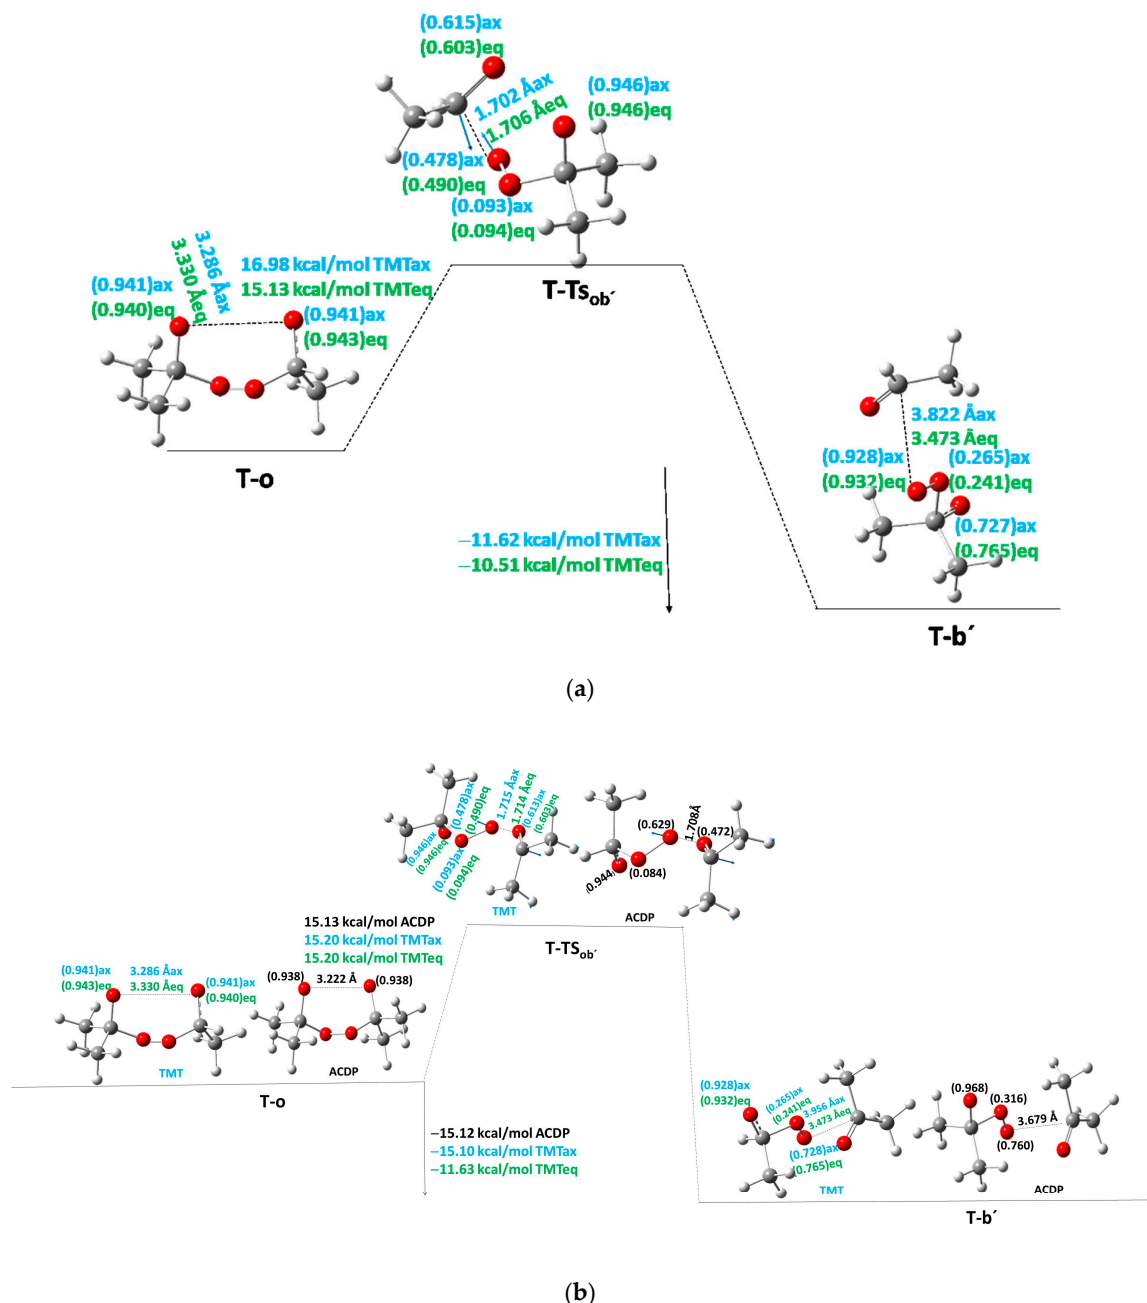 (0.615)ax
(0.603)eq
1.702 Åax
1.706 Åeq
(0.946)ax
(0.946)eq
(0.478)ax
(0.490)eq
(0.093)ax
(0.094)eq
T-Ts_ob´
3.286 Åax
3.330 Åeq
16.98 kcal/mol TMTax
15.13 kcal/mol TMTeq
(0.941)ax
(0.940)eq
(0.941)ax
(0.943)eq
T-o
3.822 Åax
3.473 Åeq
(0.928)ax
(0.932)eq
(0.265)ax
(0.241)eq
(0.727)ax
(0.765)eq
−11.62 kcal/mol TMTax
−10.51 kcal/mol TMTeq
T-b´
(a)
(0.478)ax
(0.490)eq
1.715 Åax
1.714 Åeq
(0.613)ax
(0.603)eq
(0.946)ax
(0.946)eq
(0.093)ax
(0.094)eq
TMT
(0.629)
1.708Å
(0.472)
(0.944)
(0.084)
ACDP
T-TS_ob´
15.13 kcal/mol ACDP
15.20 kcal/mol TMTax
15.20 kcal/mol TMTeq
(0.941)ax
(0.943)eq
3.286 Åax
3.330 Åeq
(0.941)ax
(0.940)eq
TMT
(0.938)
3.222 Å
(0.938)
ACDP
T-o
−15.12 kcal/mol ACDP
−15.10 kcal/mol TMTax
−11.63 kcal/mol TMTeq
(0.928)ax
(0.932)eq
(0.265)ax
(0.241)eq
3.956 Åax
3.473 Åeq
(0.728)ax
(0.765)eq
TMT
(0.968)
(0.316)
3.679 Å
(0.760)
ACDP
T-b´
(b)